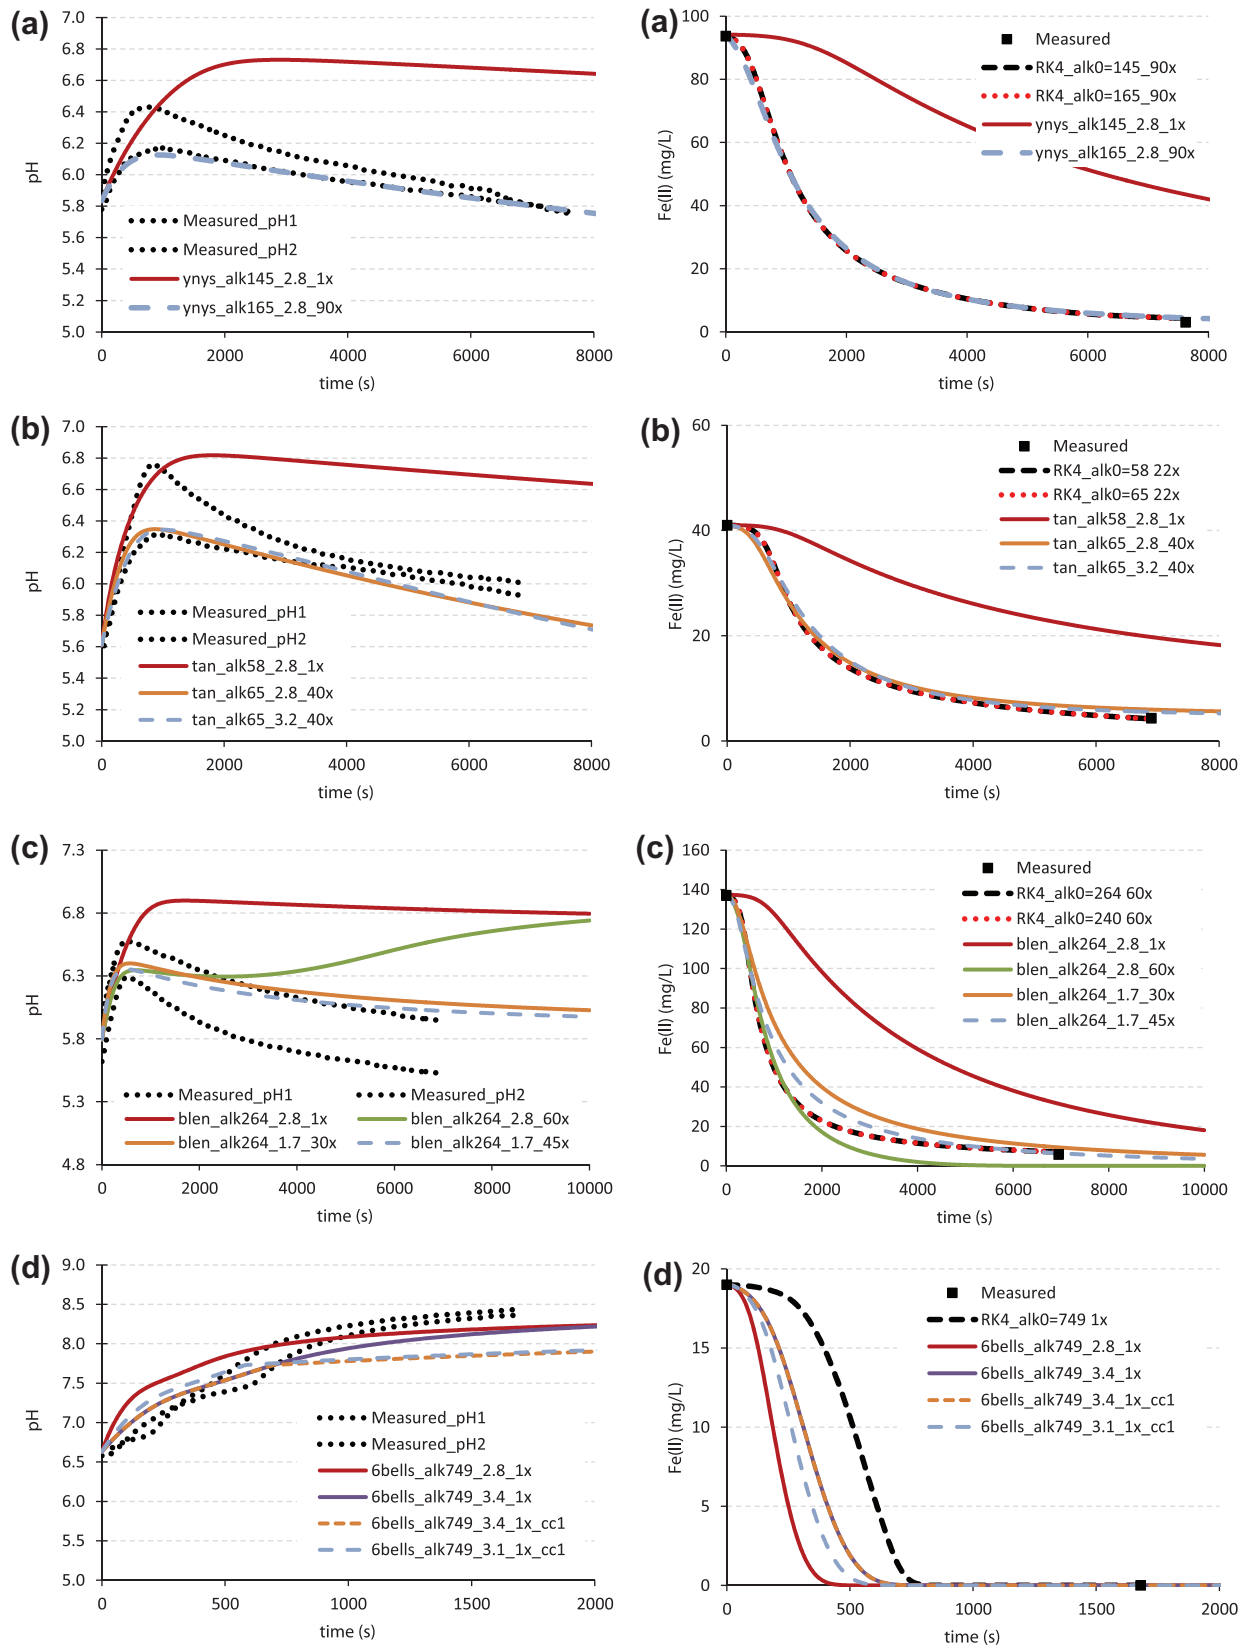 (a)
7.0
6.8
6.6
6.4
6.2
6.0
5.8
5.6
5.4
5.2
5.0
pH
Measured_pH1
Measured_pH2
ynys_alk145_2.8_1x
ynys_alk165_2.8_90x
0 2000 4000 6000 8000
time (s)
(a)
100
80
60
40
20
0
Fe(II) (mg/L)
Measured
RK4_alk0=145_90x
RK4_alk0=165_90x
ynys_alk145_2.8_1x
ynys_alk165_2.8_90x
0 2000 4000 6000 8000
time (s)
(b)
7.0
6.8
6.6
6.4
6.2
6.0
5.8
5.6
5.4
5.2
5.0
pH
Measured_pH1
Measured_pH2
tan_alk58_2.8_1x
tan_alk65_2.8_40x
tan_alk65_3.2_40x
0 2000 4000 6000 8000
time (s)
(b)
60
40
20
0
Fe(II) (mg/L)
Measured
RK4_alk0=58 22x
RK4_alk0=65 22x
tan_alk58_2.8_1x
tan_alk65_2.8_40x
tan_alk65_3.2_40x
0 2000 4000 6000 8000
time (s)
(c)
7.3
6.8
6.3
5.8
5.3
4.8
pH
Measured_pH1 Measured_pH2
blen_alk264_2.8_1x blen_alk264_2.8_60x
blen_alk264_1.7_30x blen_alk264_1.7_45x
0 2000 4000 6000 8000 10000
time (s)
(c)
160
140
120
100
80
60
40
20
0
Fe(II) (mg/L)
Measured
RK4_alk0=264 60x
RK4_alk0=240 60x
blen_alk264_2.8_1x
blen_alk264_2.8_60x
blen_alk264_1.7_30x
blen_alk264_1.7_45x
0 2000 4000 6000 8000 10000
time (s)
(d)
9.0
8.5
8.0
7.5
7.0
6.5
6.0
5.5
5.0
pH
Measured_pH1
Measured_pH2
6bells_alk749_2.8_1x
6bells_alk749_3.4_1x
6bells_alk749_3.4_1x_cc1
6bells_alk749_3.1_1x_cc1
0 500 1000 1500 2000
time (s)
(d)
20
15
10
5
0
Fe(II) (mg/L)
Measured
RK4_alk0=749 1x
6bells_alk749_2.8_1x
6bells_alk749_3.4_1x
6bells_alk749_3.4_1x_cc1
6bells_alk749_3.1_1x_cc1
0 500 1000 1500 2000
time (s)